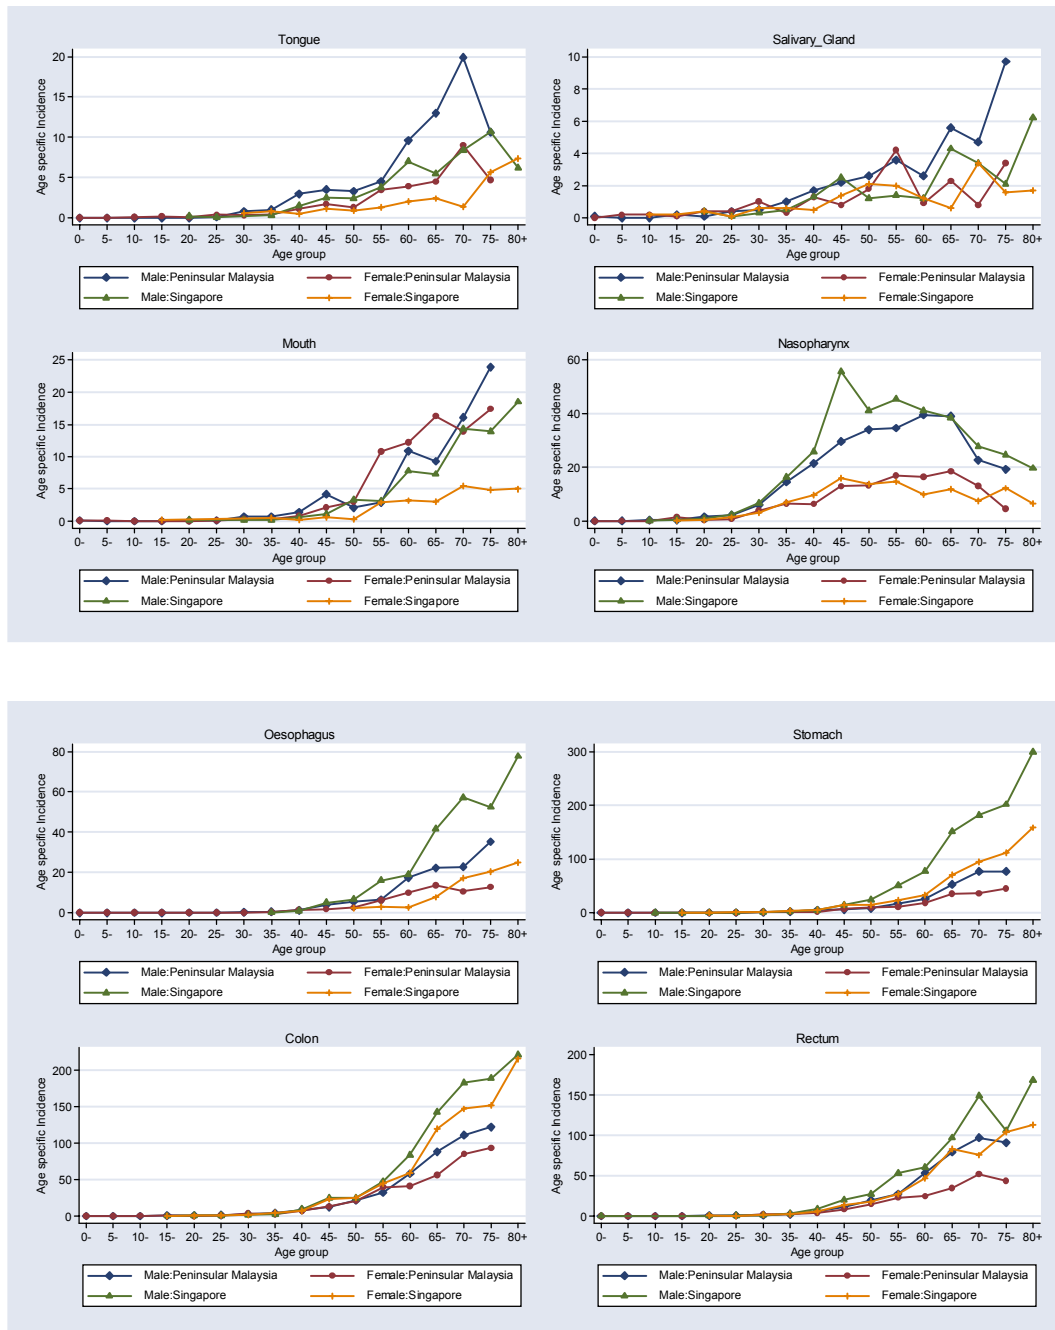 Tongue
Age specific Incidence
20
15
10
5
0
0- 5- 10- 15- 20- 25- 30- 35- 40- 45- 50- 55- 60- 65- 70- 75- 80+
Age group
Male:Peninsular Malaysia Female:Peninsular Malaysia
Male:Singapore Female:Singapore
Salivary_Gland
Age specific Incidence
10
8
6
4
2
0
0- 5- 10- 15- 20- 25- 30- 35- 40- 45- 50- 55- 60- 65- 70- 75- 80+
Age group
Male:Peninsular Malaysia Female:Peninsular Malaysia
Male:Singapore Female:Singapore
Mouth
Age specific Incidence
25
20
15
10
5
0
0- 5- 10- 15- 20- 25- 30- 35- 40- 45- 50- 55- 60- 65- 70- 75- 80+
Age group
Male:Peninsular Malaysia Female:Peninsular Malaysia
Male:Singapore Female:Singapore
Nasopharynx
Age specific Incidence
60
40
20
0
0- 5- 10- 15- 20- 25- 30- 35- 40- 45- 50- 55- 60- 65- 70- 75- 80+
Age group
Male:Peninsular Malaysia Female:Peninsular Malaysia
Male:Singapore Female:Singapore
Oesophagus
Age specific Incidence
80
60
40
20
0
0- 5- 10- 15- 20- 25- 30- 35- 40- 45- 50- 55- 60- 65- 70- 75- 80+
Age group
Male:Peninsular Malaysia Female:Peninsular Malaysia
Male:Singapore Female:Singapore
Stomach
Age specific Incidence
300
200
100
0
0- 5- 10- 15- 20- 25- 30- 35- 40- 45- 50- 55- 60- 65- 70- 75- 80+
Age group
Male:Peninsular Malaysia Female:Peninsular Malaysia
Male:Singapore Female:Singapore
Colon
Age specific Incidence
200
150
100
50
0
0- 5- 10- 15- 20- 25- 30- 35- 40- 45- 50- 55- 60- 65- 70- 75- 80+
Age group
Male:Peninsular Malaysia Female:Peninsular Malaysia
Male:Singapore Female:Singapore
Rectum
Age specific Incidence
200
150
100
50
0
0- 5- 10- 15- 20- 25- 30- 35- 40- 45- 50- 55- 60- 65- 70- 75- 80+
Age group
Male:Peninsular Malaysia Female:Peninsular Malaysia
Male:Singapore Female:Singapore